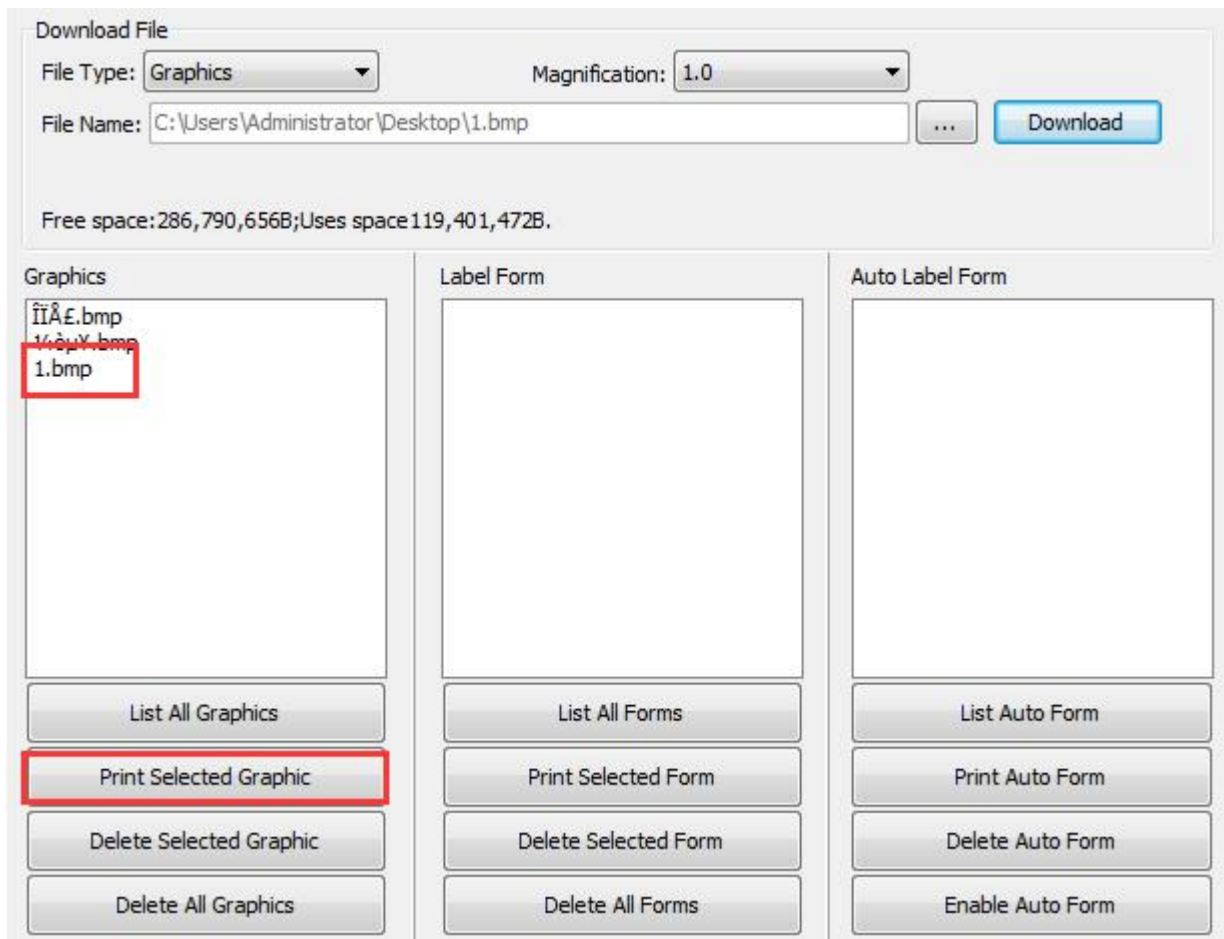 Download File
File Type: Graphics Magnification: 1.0
File Name: C:\Users\Administrator\Desktop\1.bmp ... Download
Free space:286,790,656B;Uses space119,401,472B.
Graphics
ÎÏÅ£.bmp
¼òµ¥.bmp
1.bmp
List All Graphics
Print Selected Graphic
Delete Selected Graphic
Delete All Graphics
Label Form
List All Forms
Print Selected Form
Delete Selected Form
Delete All Forms
Auto Label Form
List Auto Form
Print Auto Form
Delete Auto Form
Enable Auto Form